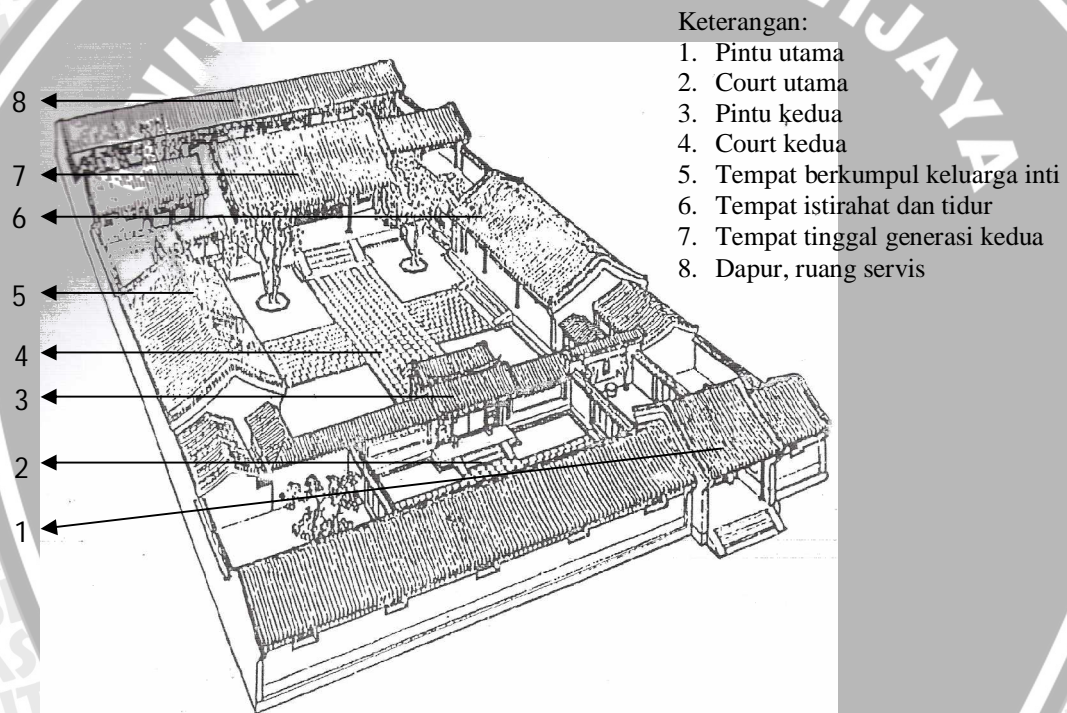 Keterangan:
1. Pintu utama
2. Court utama
3. Pintu kedua
4. Court kedua
5. Tempat berkumpul keluarga inti
6. Tempat istirahat dan tidur
7. Tempat tinggal generasi kedua
8. Dapur, ruang servis
8
7
6
5
4
3
2
1